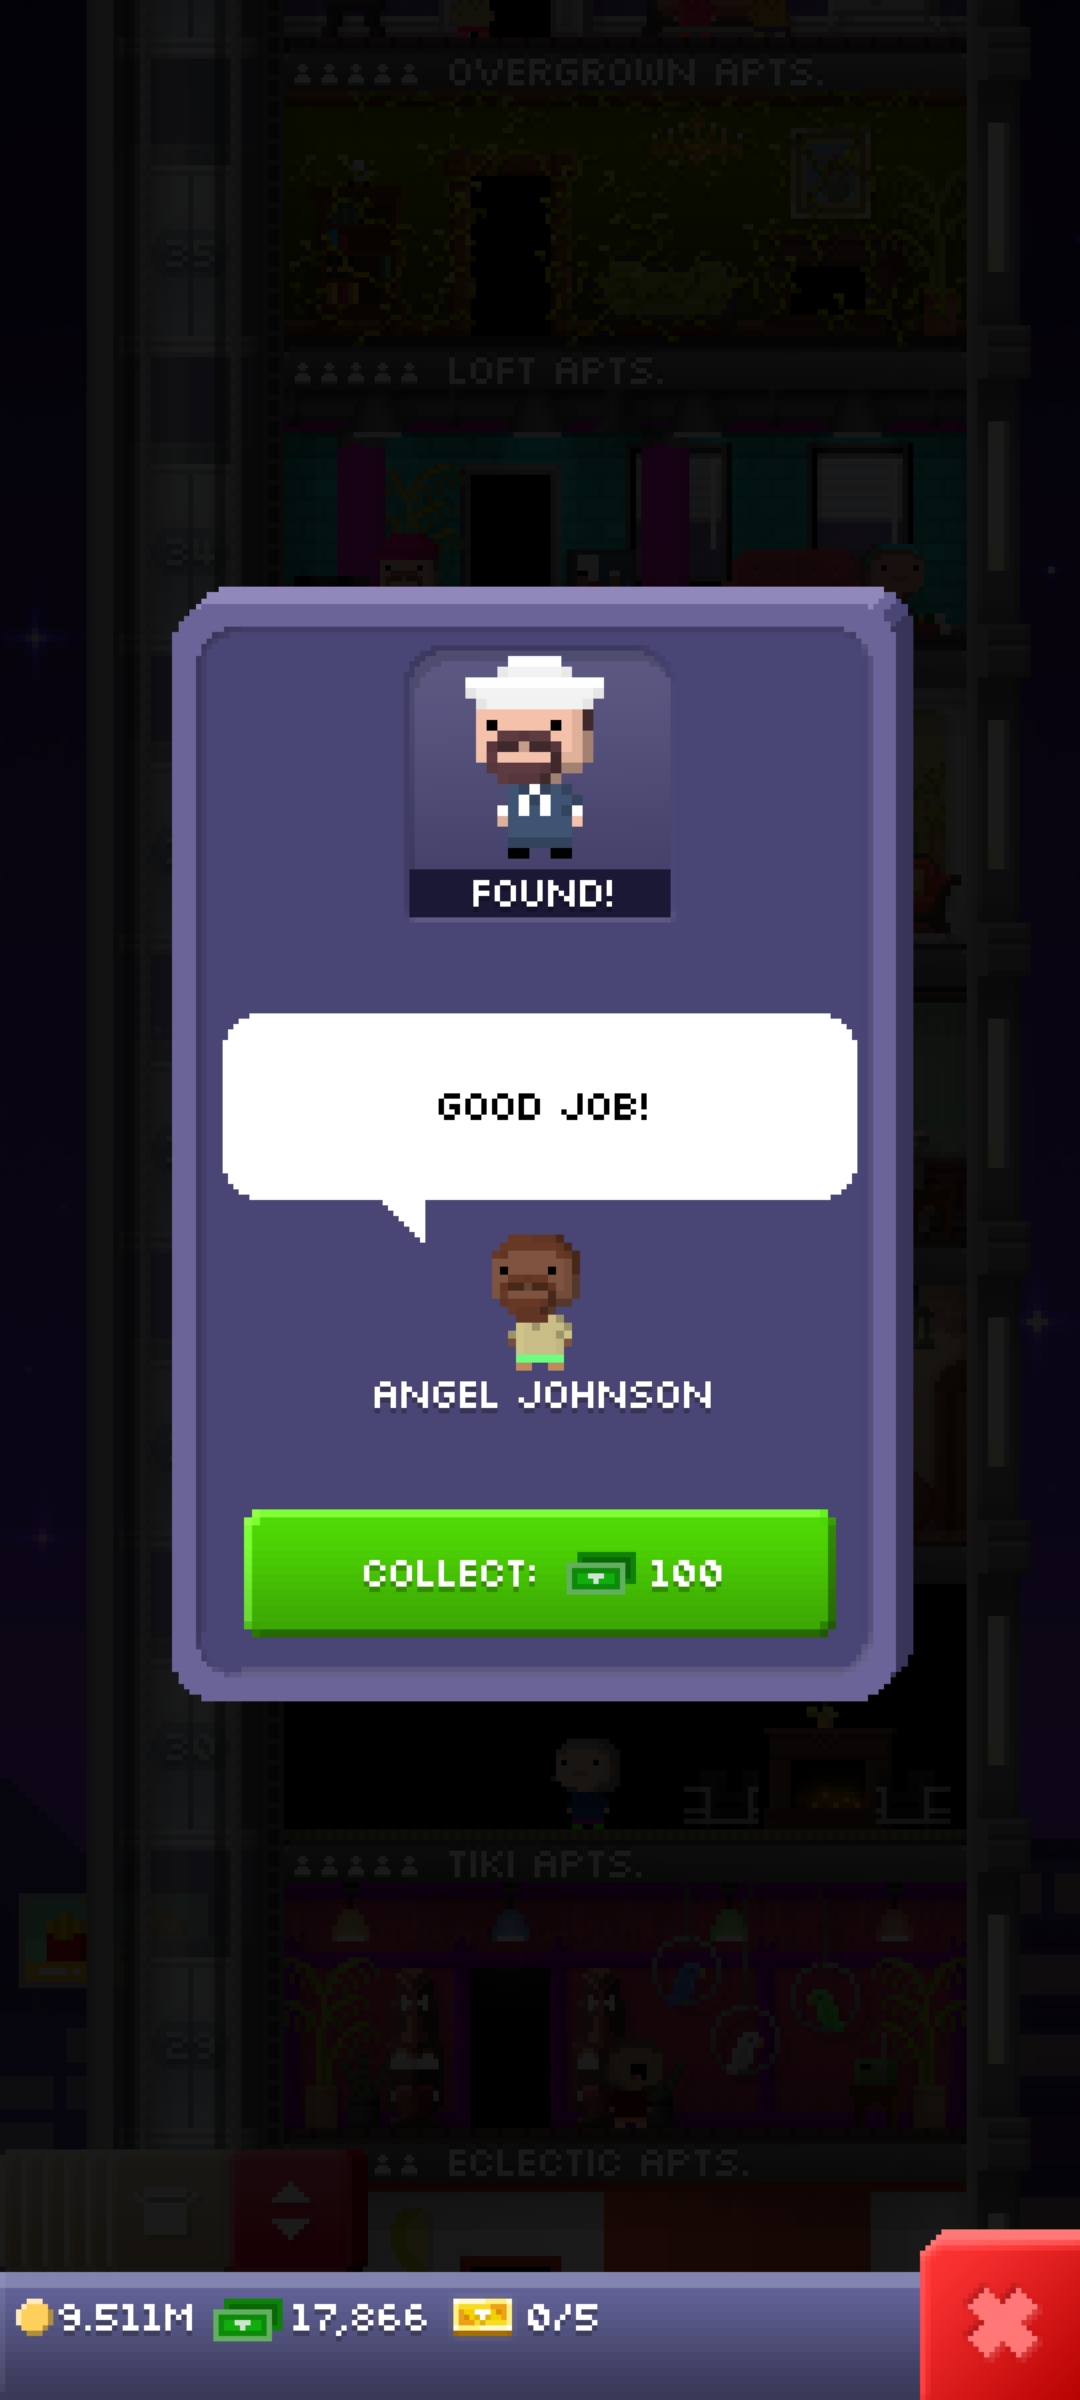 OVERGROWN APTS.
35
LOFT APTS.
34
FOUND!
GOOD JOB!
ANGEL JOHNSON
COLLECT: 100
30
TIKI APTS.
29
ECLECTIC APTS.
9.511M 17,866 0/5